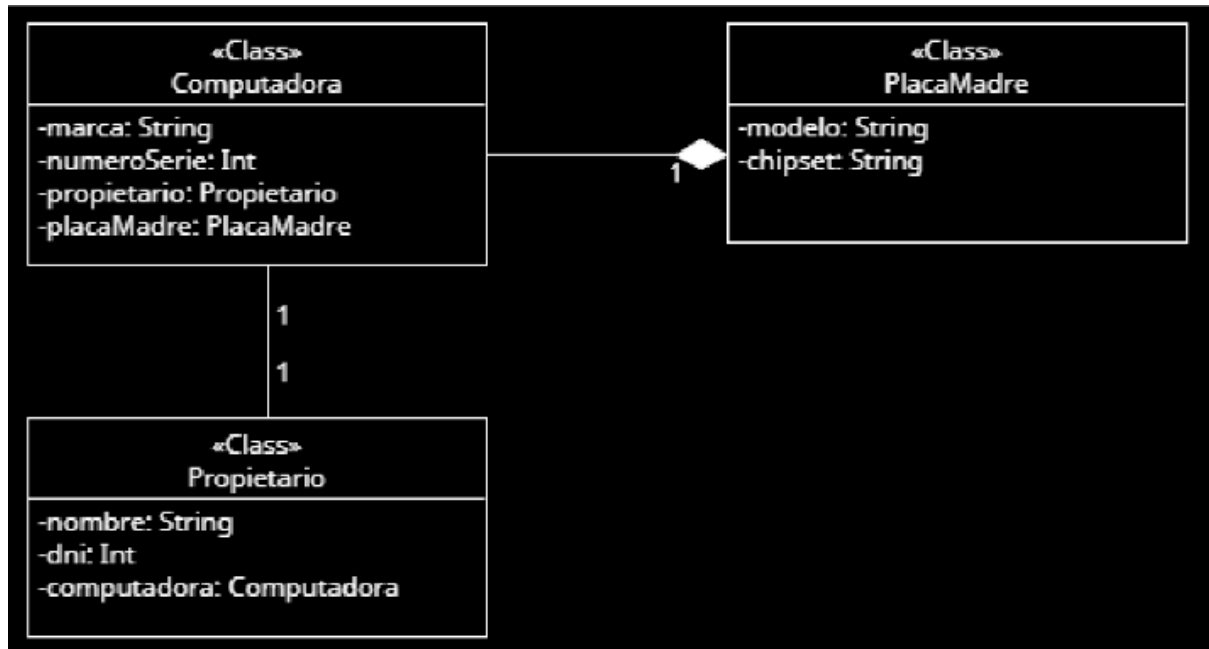 «Class»
Computadora
-marca: String
-numeroSerie: Int
-propietario: Propietario
-placaMadre: PlacaMadre
1
«Class»
PlacaMadre
-modelo: String
-chipset: String
1
1
«Class»
Propietario
-nombre: String
-dni: Int
-computadora: Computadora